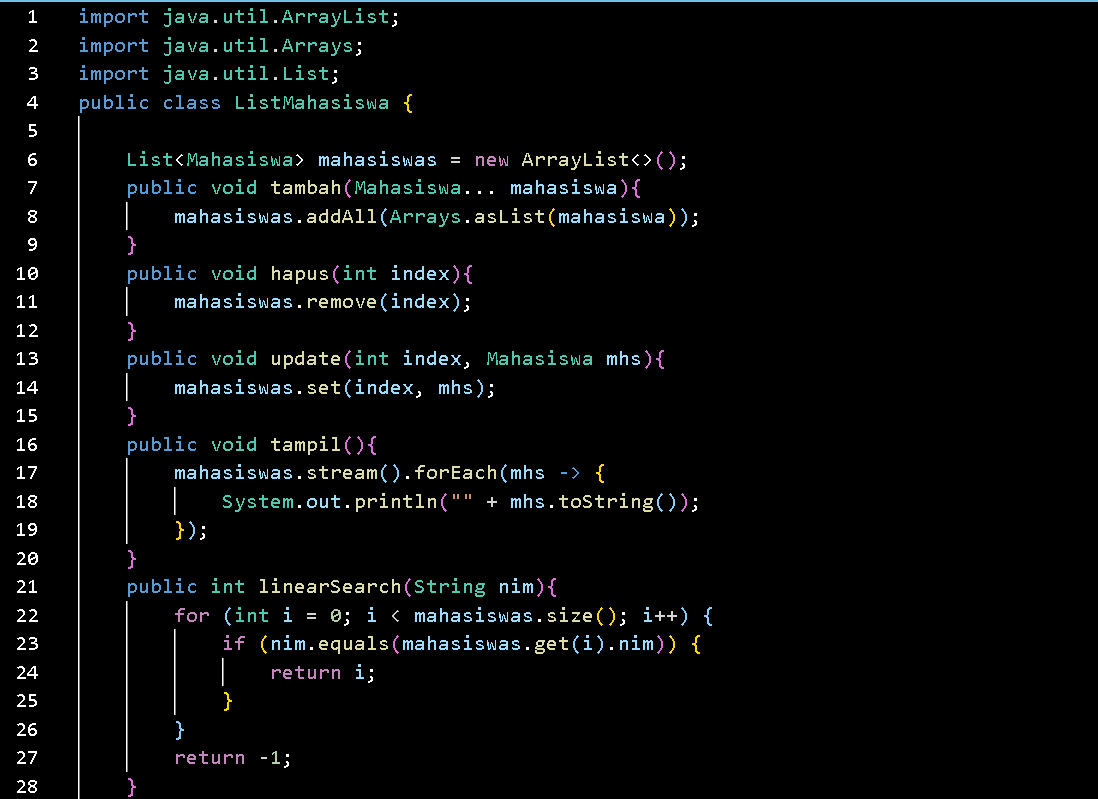 1 import java.util.ArrayList;
2 import java.util.Arrays;
3 import java.util.List;
4 public class ListMahasiswa {
5
6     List<Mahasiswa> mahasiswas = new ArrayList<>();
7     public void tambah(Mahasiswa... mahasiswa){
8         mahasiswas.addAll(Arrays.asList(mahasiswa));
9     }
10     public void hapus(int index){
11         mahasiswas.remove(index);
12     }
13     public void update(int index, Mahasiswa mhs){
14         mahasiswas.set(index, mhs);
15     }
16     public void tampil(){
17         mahasiswas.stream().forEach(mhs -> {
18             System.out.println("" + mhs.toString());
19         });
20     }
21     public int linearSearch(String nim){
22         for (int i = 0; i < mahasiswas.size(); i++) {
23             if (nim.equals(mahasiswas.get(i).nim)) {
24                 return i;
25             }
26         }
27         return -1;
28     }